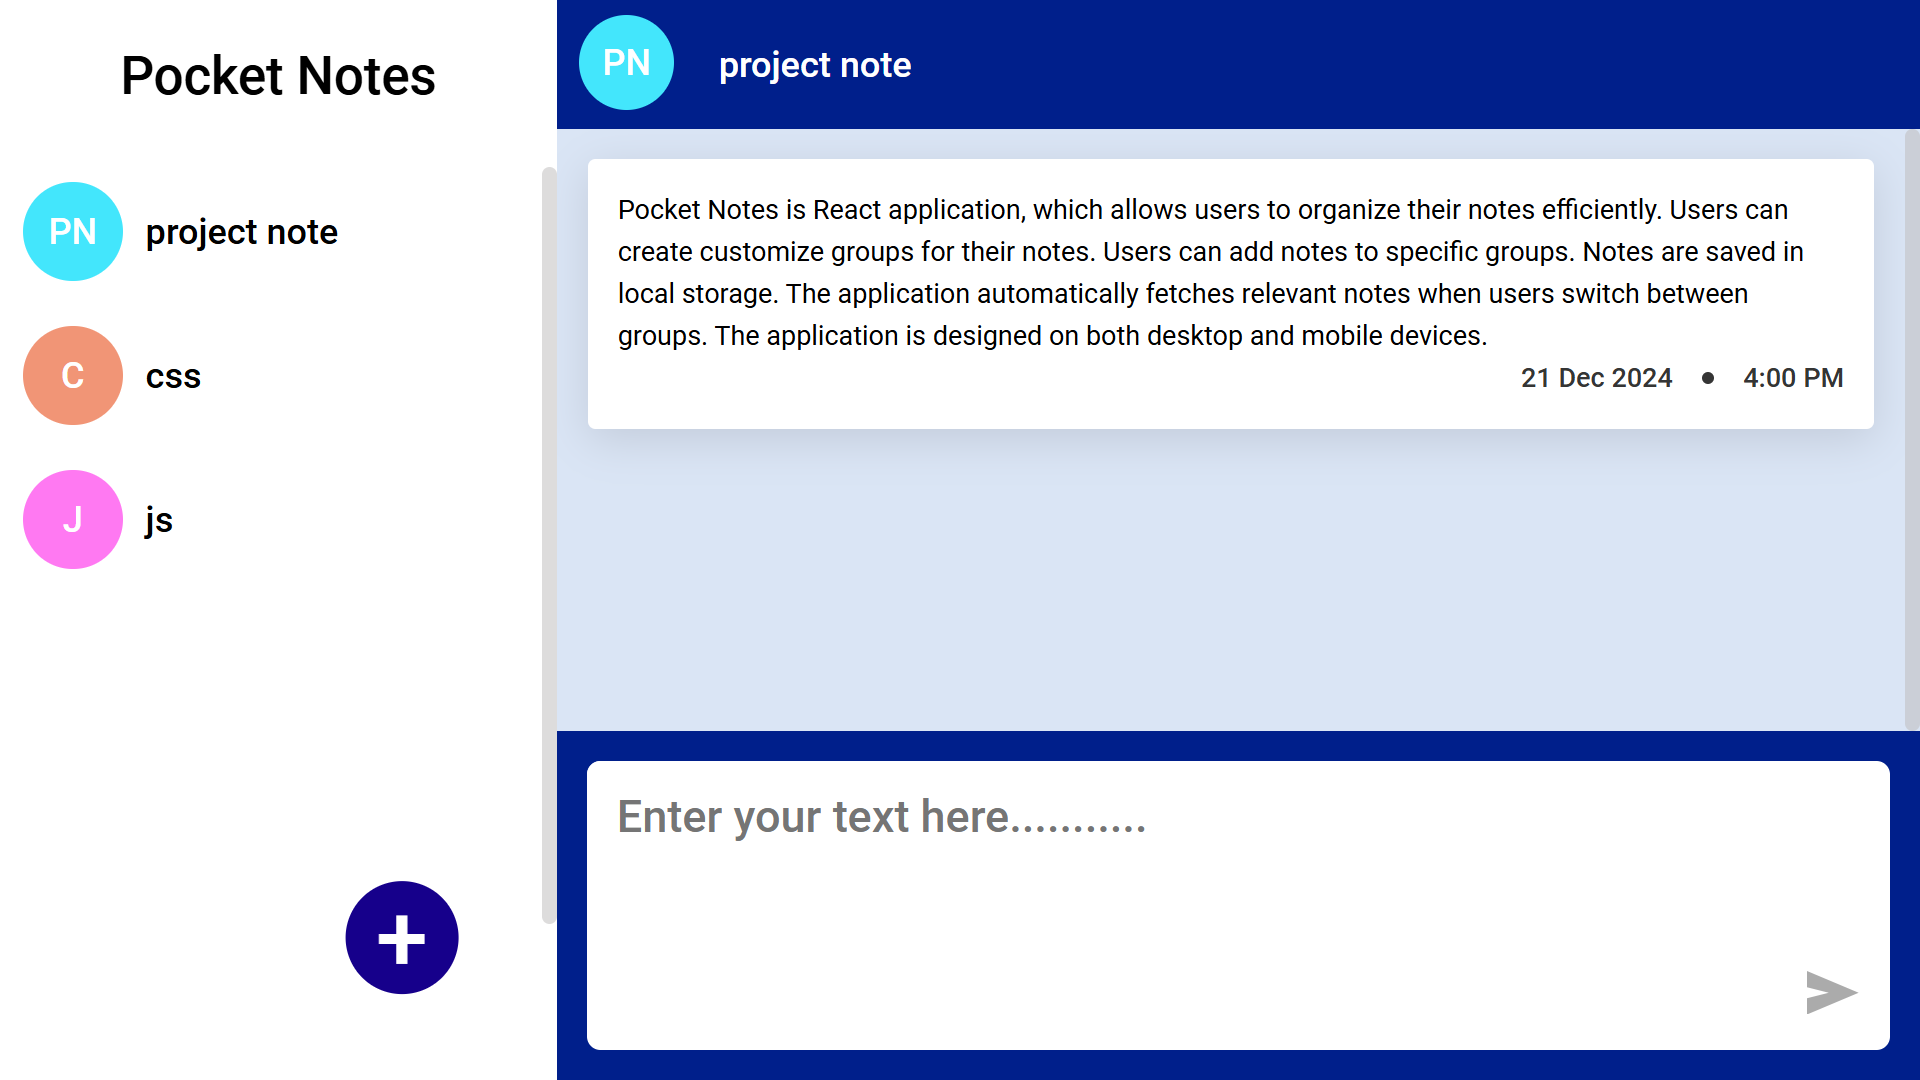 Pocket Notes
PN project note
C css
J js
+
PN project note
Pocket Notes is React application, which allows users to organize their notes efficiently. Users can
create customize groups for their notes. Users can add notes to specific groups. Notes are saved in
local storage. The application automatically fetches relevant notes when users switch between
groups. The application is designed on both desktop and mobile devices.
21 Dec 2024 • 4:00 PM
Enter your text here...........